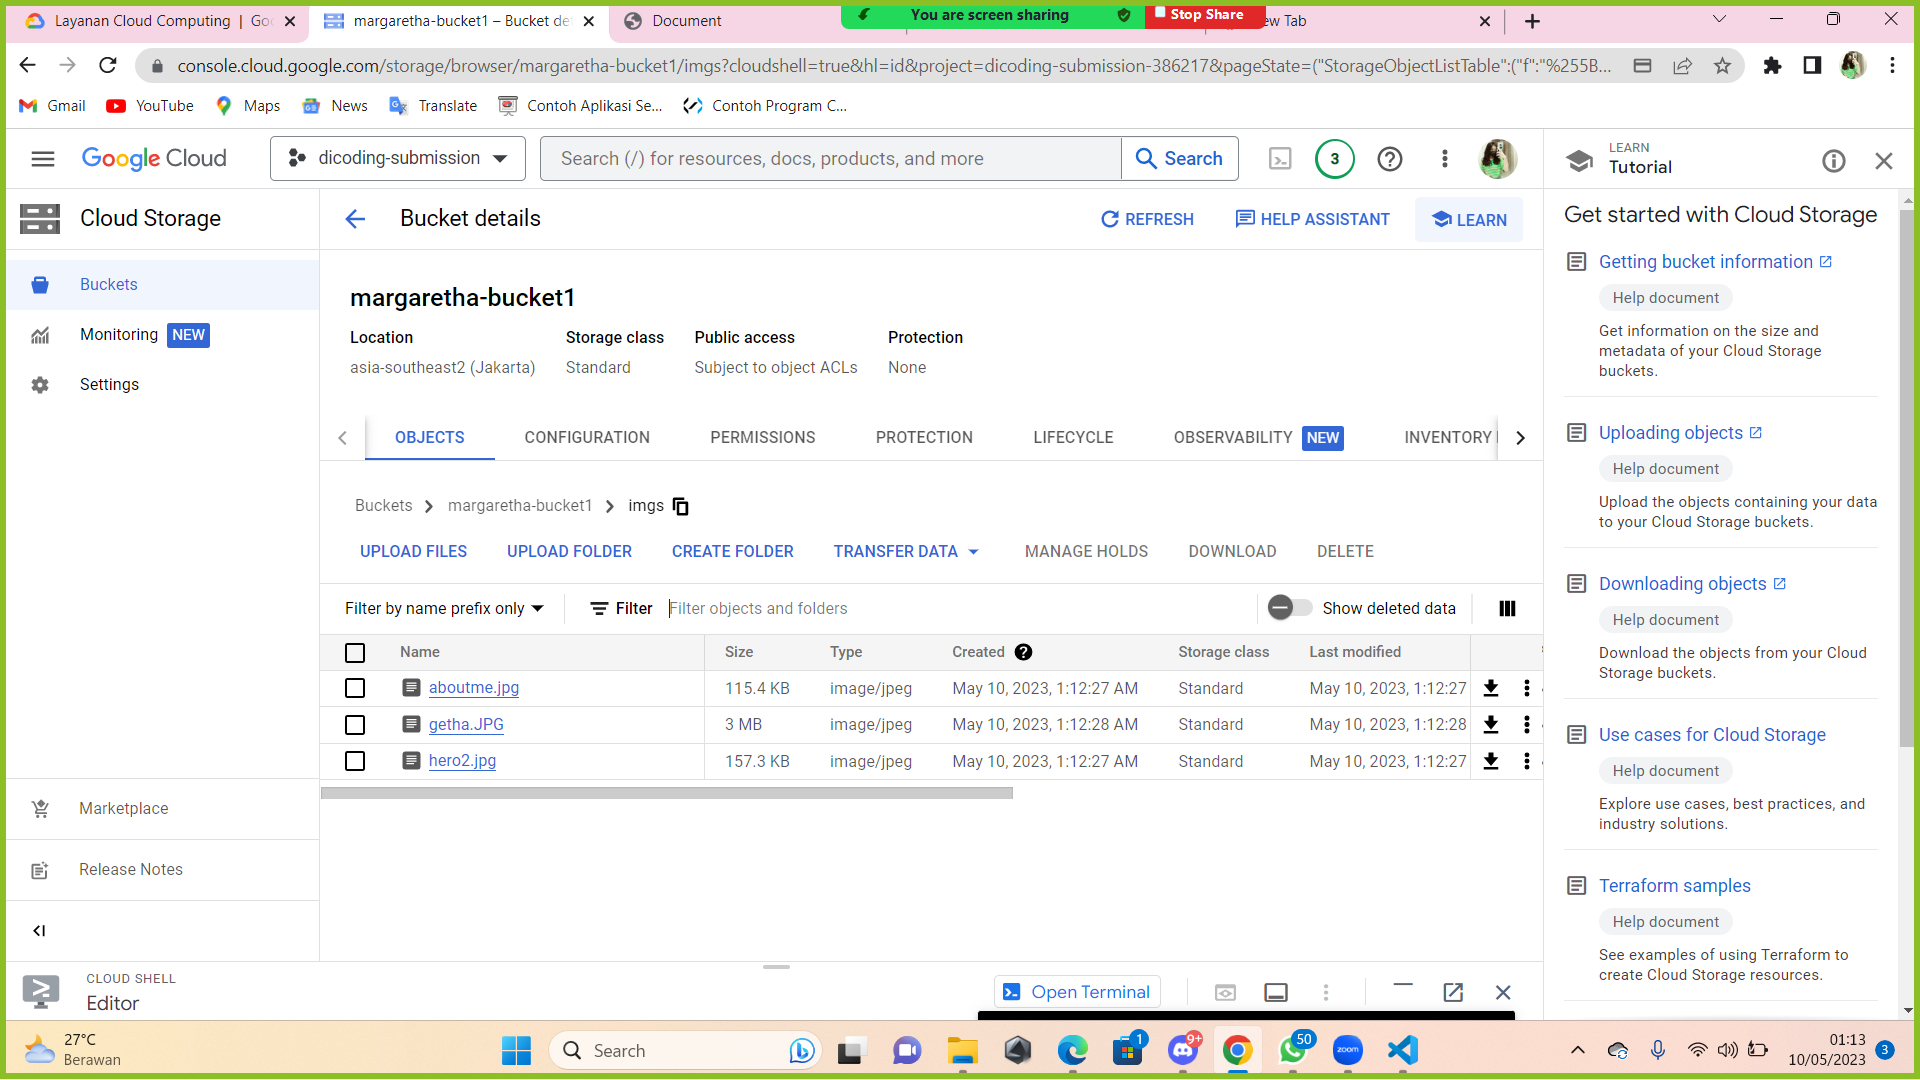 Layanan Cloud Computing | Goo
margaretha-bucket1 – Bucket det
Document
You are screen sharing
Stop Share
ew Tab
console.cloud.google.com/storage/browser/margaretha-bucket1/imgs?cloudshell=true&hl=id&project=dicoding-submission-386217&pageState=("StorageObjectListTable":("f":"%255B...
Gmail
YouTube
Maps
News
Translate
Contoh Aplikasi Se...
Contoh Program C...
Google Cloud
dicoding-submission
Search (/) for resources, docs, products, and more
Search
3
LEARN
Tutorial
Cloud Storage
Buckets
Monitoring NEW
Settings
Marketplace
Release Notes
Bucket details
REFRESH
HELP ASSISTANT
LEARN
margaretha-bucket1
Location
Storage class
Public access
Protection
asia-southeast2 (Jakarta)
Standard
Subject to object ACLs
None
OBJECTS
CONFIGURATION
PERMISSIONS
PROTECTION
LIFECYCLE
OBSERVABILITY NEW
INVENTORY
Buckets
margaretha-bucket1
imgs
UPLOAD FILES
UPLOAD FOLDER
CREATE FOLDER
TRANSFER DATA
MANAGE HOLDS
DOWNLOAD
DELETE
Filter by name prefix only
Filter
Filter objects and folders
Show deleted data
Name Size Type Created Storage class Last modified
aboutme.jpg 115.4 KB image/jpeg May 10, 2023, 1:12:27 AM Standard May 10, 2023, 1:12:27
getha.JPG 3 MB image/jpeg May 10, 2023, 1:12:28 AM Standard May 10, 2023, 1:12:28
hero2.jpg 157.3 KB image/jpeg May 10, 2023, 1:12:27 AM Standard May 10, 2023, 1:12:27
Get started with Cloud Storage
Getting bucket information
Help document
Get information on the size and
metadata of your Cloud Storage
buckets.
Uploading objects
Help document
Upload the objects containing your data
to your Cloud Storage buckets.
Downloading objects
Help document
Download the objects from your Cloud
Storage buckets.
Use cases for Cloud Storage
Help document
Explore use cases, best practices, and
industry solutions.
Terraform samples
Help document
See examples of using Terraform to
create Cloud Storage resources.
CLOUD SHELL
Editor
Open Terminal
27°C
Berawan
Search
1
9+
50
zoom
01:13
10/05/2023
3